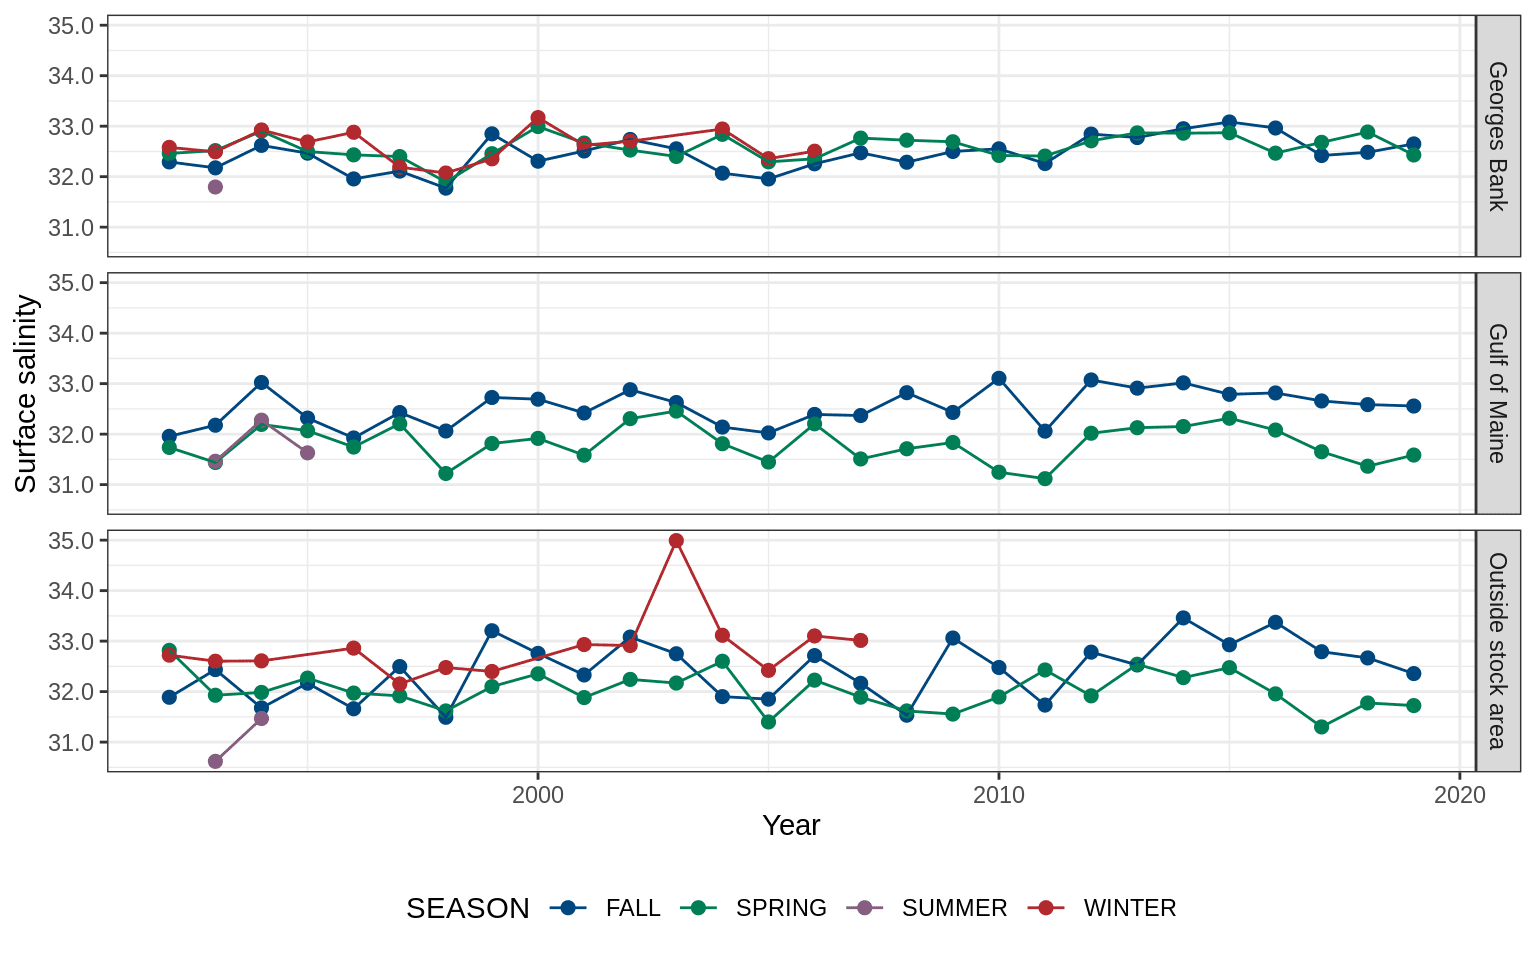 35.0
34.0
33.0
32.0
31.0
Georges Bank
35.0
34.0
33.0
32.0
31.0
Gulf of Maine
Surface salinity
35.0
34.0
33.0
32.0
31.0
Outside stock area
2000 2010 2020
Year
SEASON FALL SPRING SUMMER WINTER